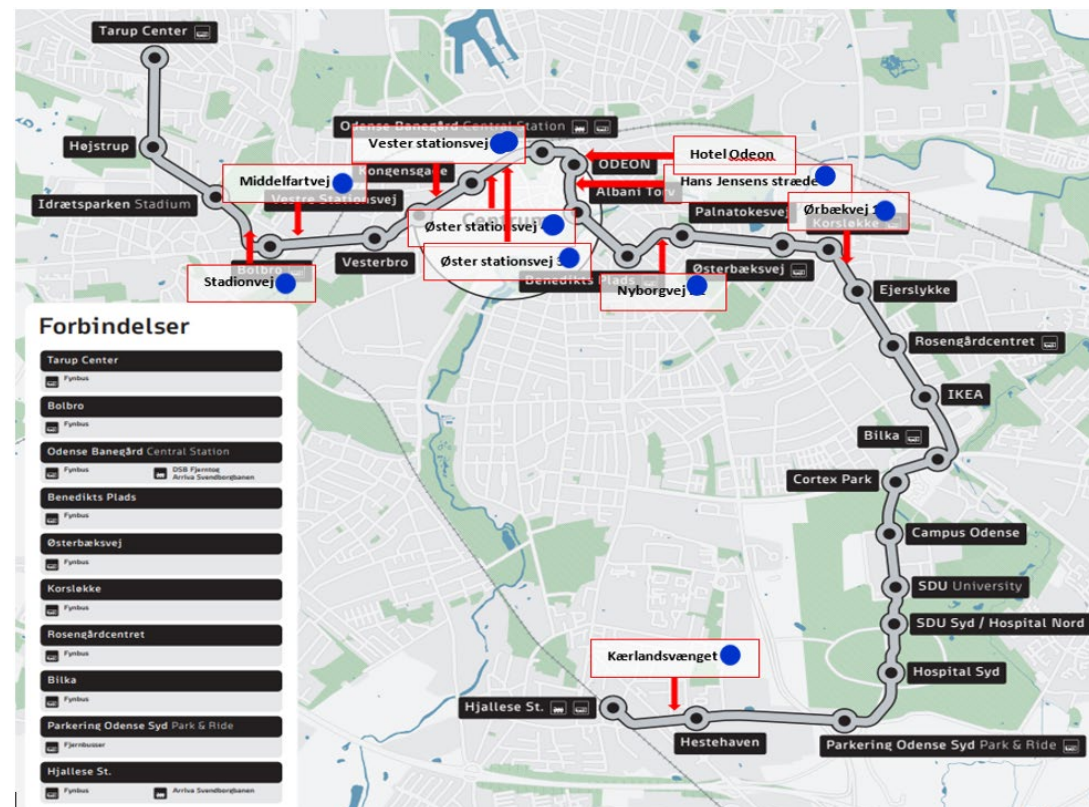 Tarup Center
Højstrup
Idrætsparken Stadium
Odense Banegård Central Station
Vester stationsvej
Kongensgade
Middelfartvej
Vestre Stationsvej
Hotel Odeon
ODEON
Hans Jensens stræde
Albani Torv
Palnatokesvej
Ørbækvej
Korsløkke
Centrum
Øster stationsvej
Øster stationsvej
Vesterbro
Bolbro
Stadionvej
Benedikts Plads
Østerbæksvej
Nyborgvej
Ejerslykke
Rosengårdcentret
IKEA
Bilka
Cortex Park
Campus Odense
SDU University
SDU Syd / Hospital Nord
Kærlandsvænget
Hospital Syd
Hjallese St.
Hestehaven
Parkering Odense Syd Park & Ride
Forbindelser
Tarup Center
Fynbus
Bolbro
Fynbus
Odense Banegård Central Station
Fynbus
DSB Fjerntog
Arriva Svendborgbanen
Benedikts Plads
Fynbus
Østerbæksvej
Fynbus
Korsløkke
Fynbus
Rosengårdcentret
Fynbus
Bilka
Fynbus
Parkering Odense Syd Park & Ride
Fjernbusser
Hjallese St.
Fynbus
Arriva Svendborgbanen